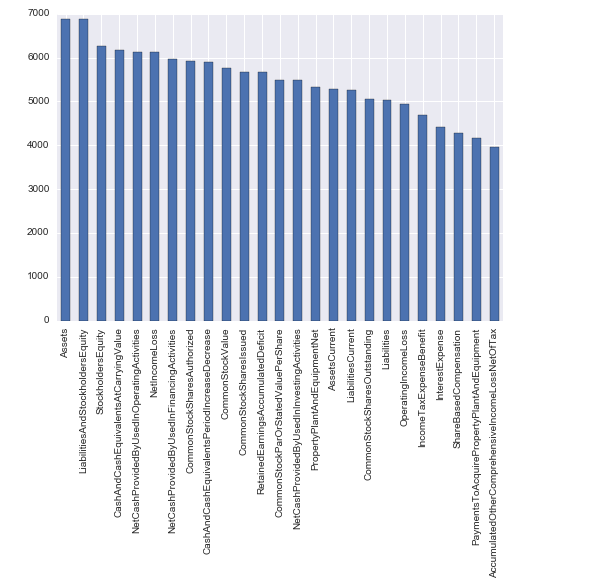 7000
6000
5000
4000
3000
2000
1000
0
Assets
LiabilitiesAndStockholdersEquity
StockholdersEquity
CashAndCashEquivalentsAtCarryingValue
NetCashProvidedByUsedInOperatingActivities
NetIncomeLoss
NetCashProvidedByUsedInFinancingActivities
CommonStockSharesAuthorized
CashAndCashEquivalentsPeriodIncreaseDecrease
CommonStockValue
CommonStockSharesIssued
RetainedEarningsAccumulatedDeficit
CommonStockParOrStatedValuePerShare
NetCashProvidedByUsedInInvestingActivities
PropertyPlantAndEquipmentNet
AssetsCurrent
LiabilitiesCurrent
CommonStockSharesOutstanding
Liabilities
OperatingIncomeLoss
IncomeTaxExpenseBenefit
InterestExpense
ShareBasedCompensation
PaymentsToAcquirePropertyPlantAndEquipment
AccumulatedOtherComprehensiveIncomeLossNetOfTax